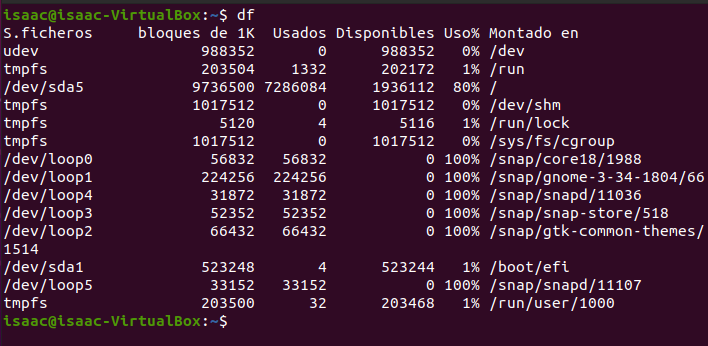 isaac@isaac-VirtualBox:~$ df
S.ficheros     bloques de 1K  Usados Disponibles Uso% Montado en
udev                  988352       0      988352   0% /dev
tmpfs                 203504    1332      202172   1% /run
/dev/sda5            9736500 7286084     1936112  80% /
tmpfs                1017512       0     1017512   0% /dev/shm
tmpfs                   5120       4        5116   1% /run/lock
tmpfs                1017512       0     1017512   0% /sys/fs/cgroup
/dev/loop0             56832   56832           0 100% /snap/core18/1988
/dev/loop1            224256  224256           0 100% /snap/gnome-3-34-1804/66
/dev/loop4             31872   31872           0 100% /snap/snapd/11036
/dev/loop3             52352   52352           0 100% /snap/snap-store/518
/dev/loop2             66432   66432           0 100% /snap/gtk-common-themes/
1514
/dev/sda1             523248       4      523244   1% /boot/efi
/dev/loop5             33152   33152           0 100% /snap/snapd/11107
tmpfs                 203500      32      203468   1% /run/user/1000
isaac@isaac-VirtualBox:~$